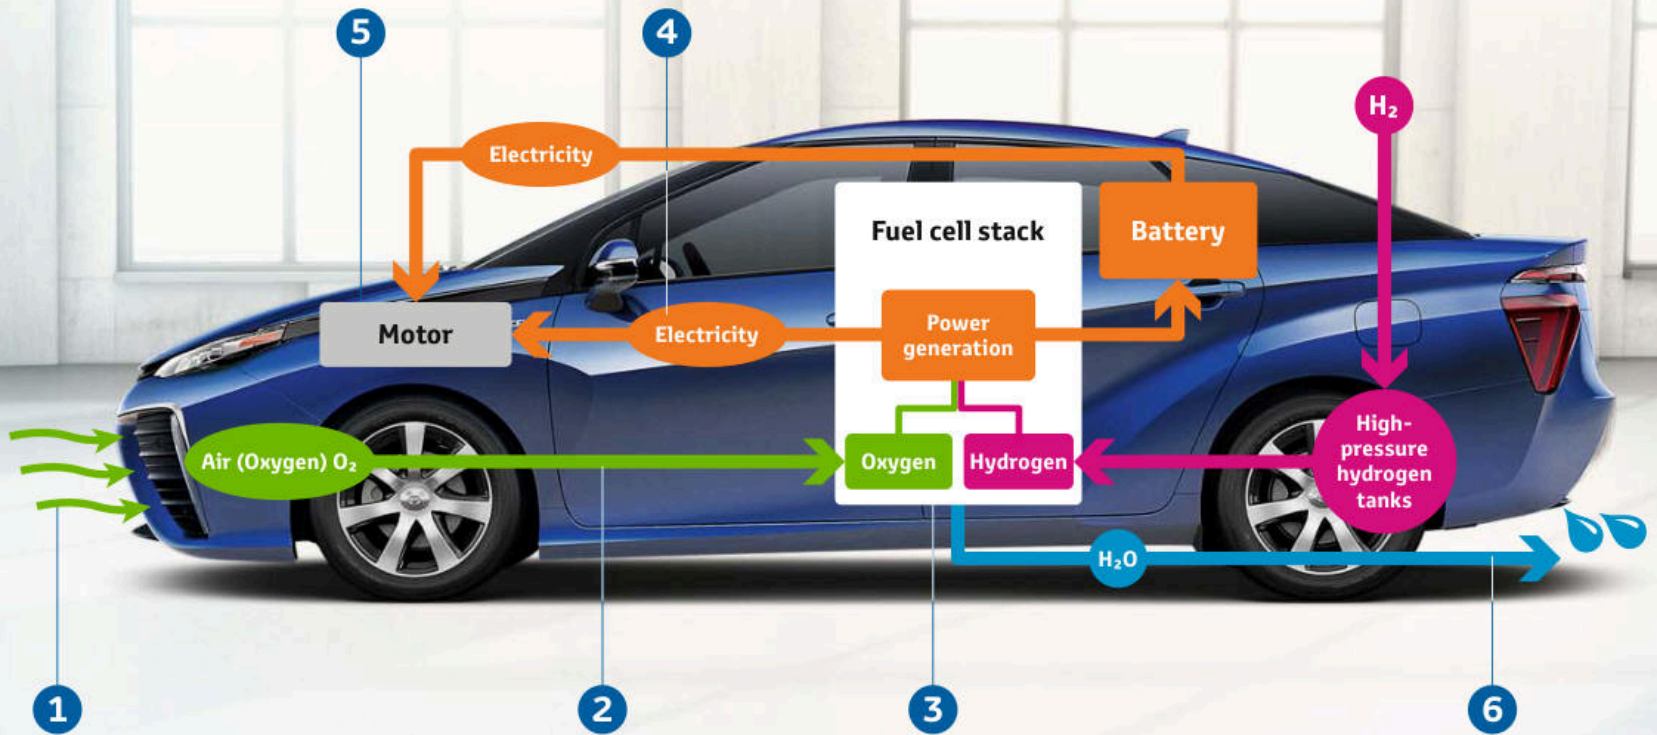 5
4
H₂
Electricity
Fuel cell stack
Battery
Motor
Electricity
Power
generation
Air (Oxygen) O₂
Oxygen
Hydrogen
High-
pressure
hydrogen
tanks
H₂O
1
2
3
6